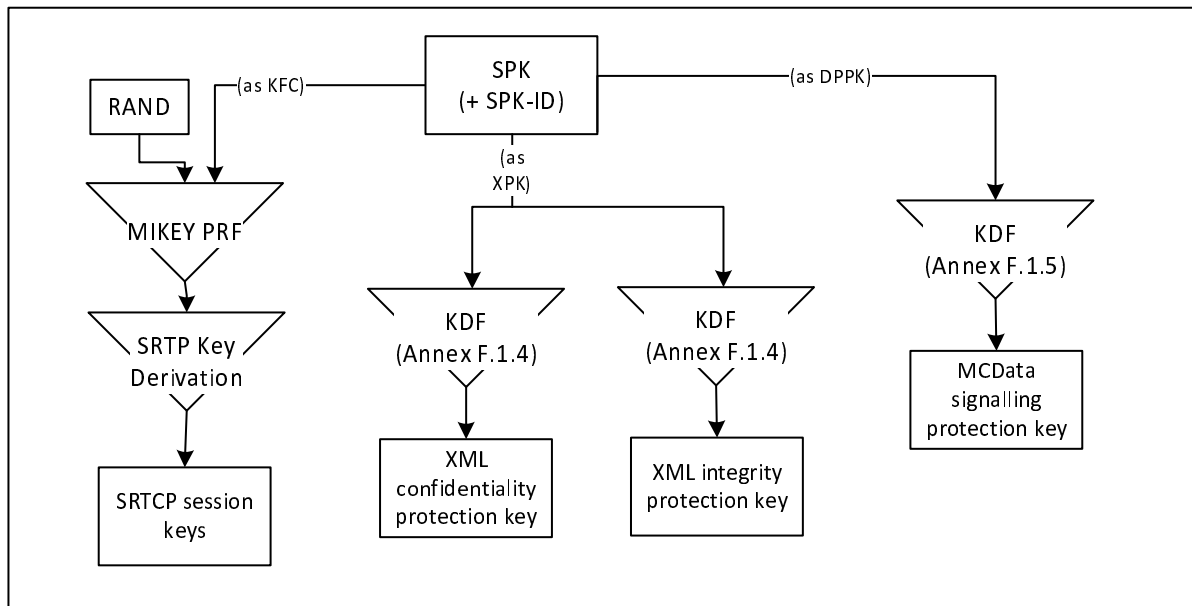 SPK
(+ SPK-ID)
(as KFC)
(as DPPK)
RAND
(as
XPK)
MIKEY PRF
KDF
(Annex F.1.5)
SRTP Key
Derivation
KDF
(Annex F.1.4)
KDF
(Annex F.1.4)
MCData
signalling
protection key
SRTCP session
keys
XML
confidentiality
protection key
XML integrity
protection key